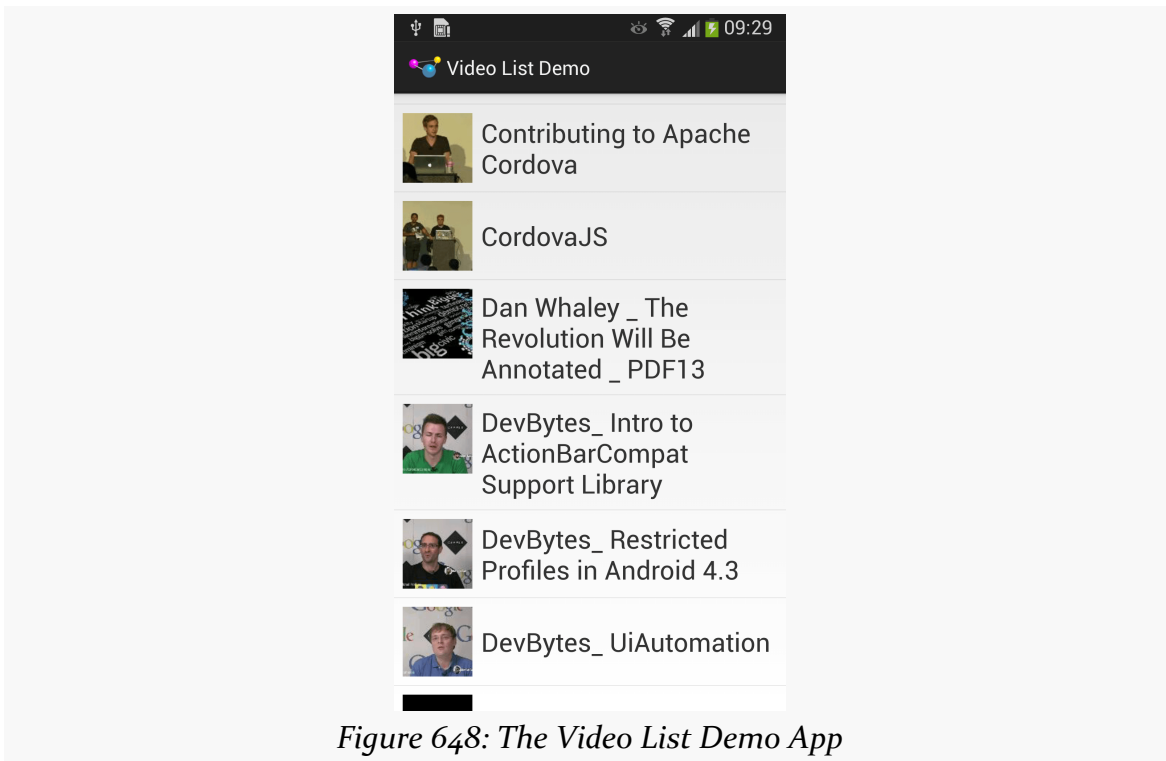 09:29
Video List Demo
Contributing to Apache
Cordova
CordovaJS
Dan Whaley _ The
Revolution Will Be
Annotated _ PDF13
DevBytes_ Intro to
ActionBarCompat
Support Library
DevBytes_ Restricted
Profiles in Android 4.3
DevBytes_ UiAutomation
Figure 648: The Video List Demo App